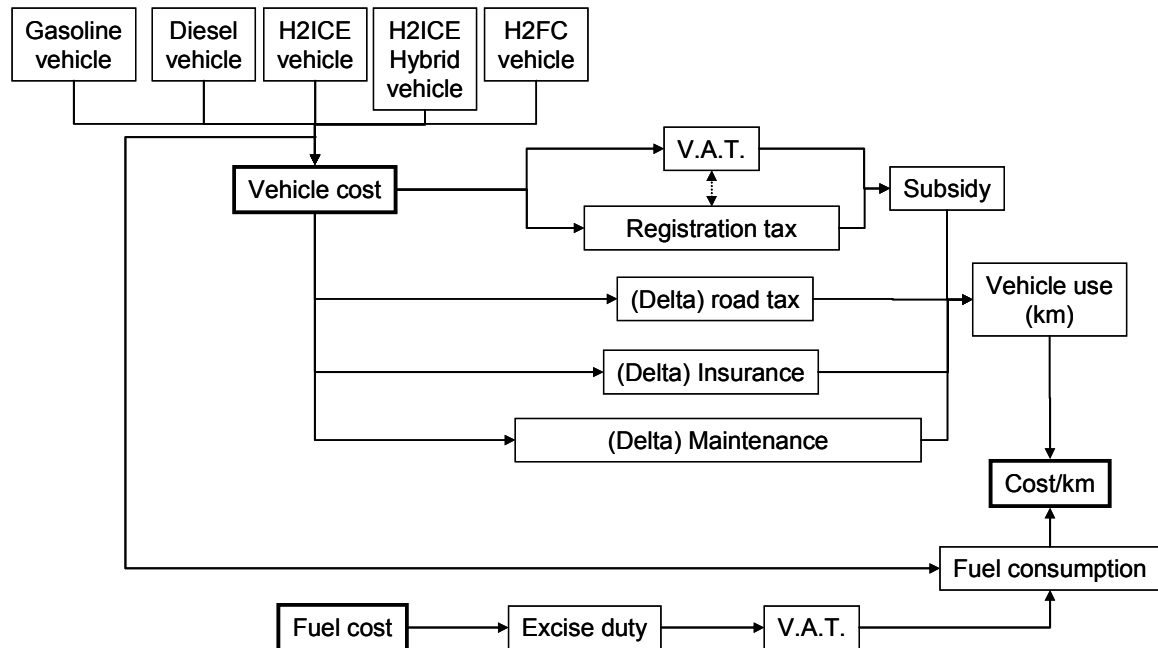 Gasoline
vehicle
Diesel
vehicle
H2ICE
vehicle
H2ICE
Hybrid
vehicle
H2FC
vehicle
Vehicle cost
V.A.T.
Registration tax
Subsidy
(Delta) road tax
Vehicle use
(km)
(Delta) Insurance
(Delta) Maintenance
Cost/km
Fuel consumption
Fuel cost
Excise duty
V.A.T.